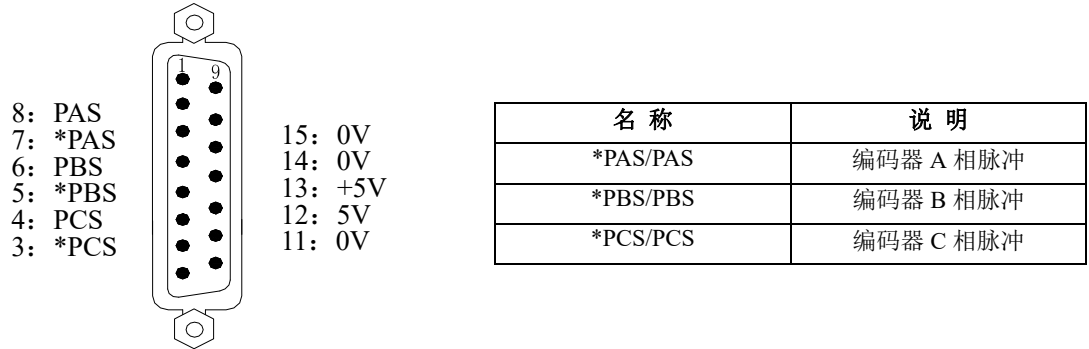 1
9
8：PAS
7：*PAS
6：PBS
5：*PBS
4：PCS
3：*PCS
15：0V
14：0V
13：+5V
12：5V
11：0V
名 称 说 明
*PAS/PAS 编码器 A 相脉冲
*PBS/PBS 编码器 B 相脉冲
*PCS/PCS 编码器 C 相脉冲